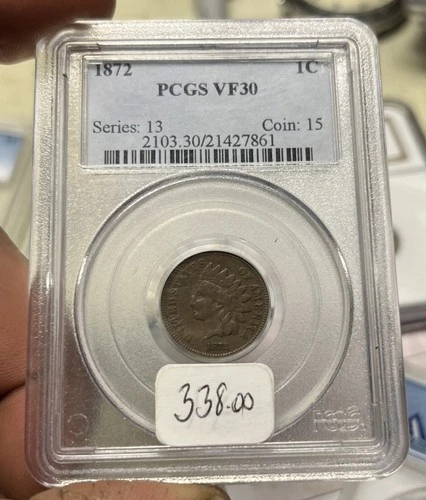 1872 1C
PCGS VF30
Series: 13 Coin: 15
2103.30/21427861
338.00